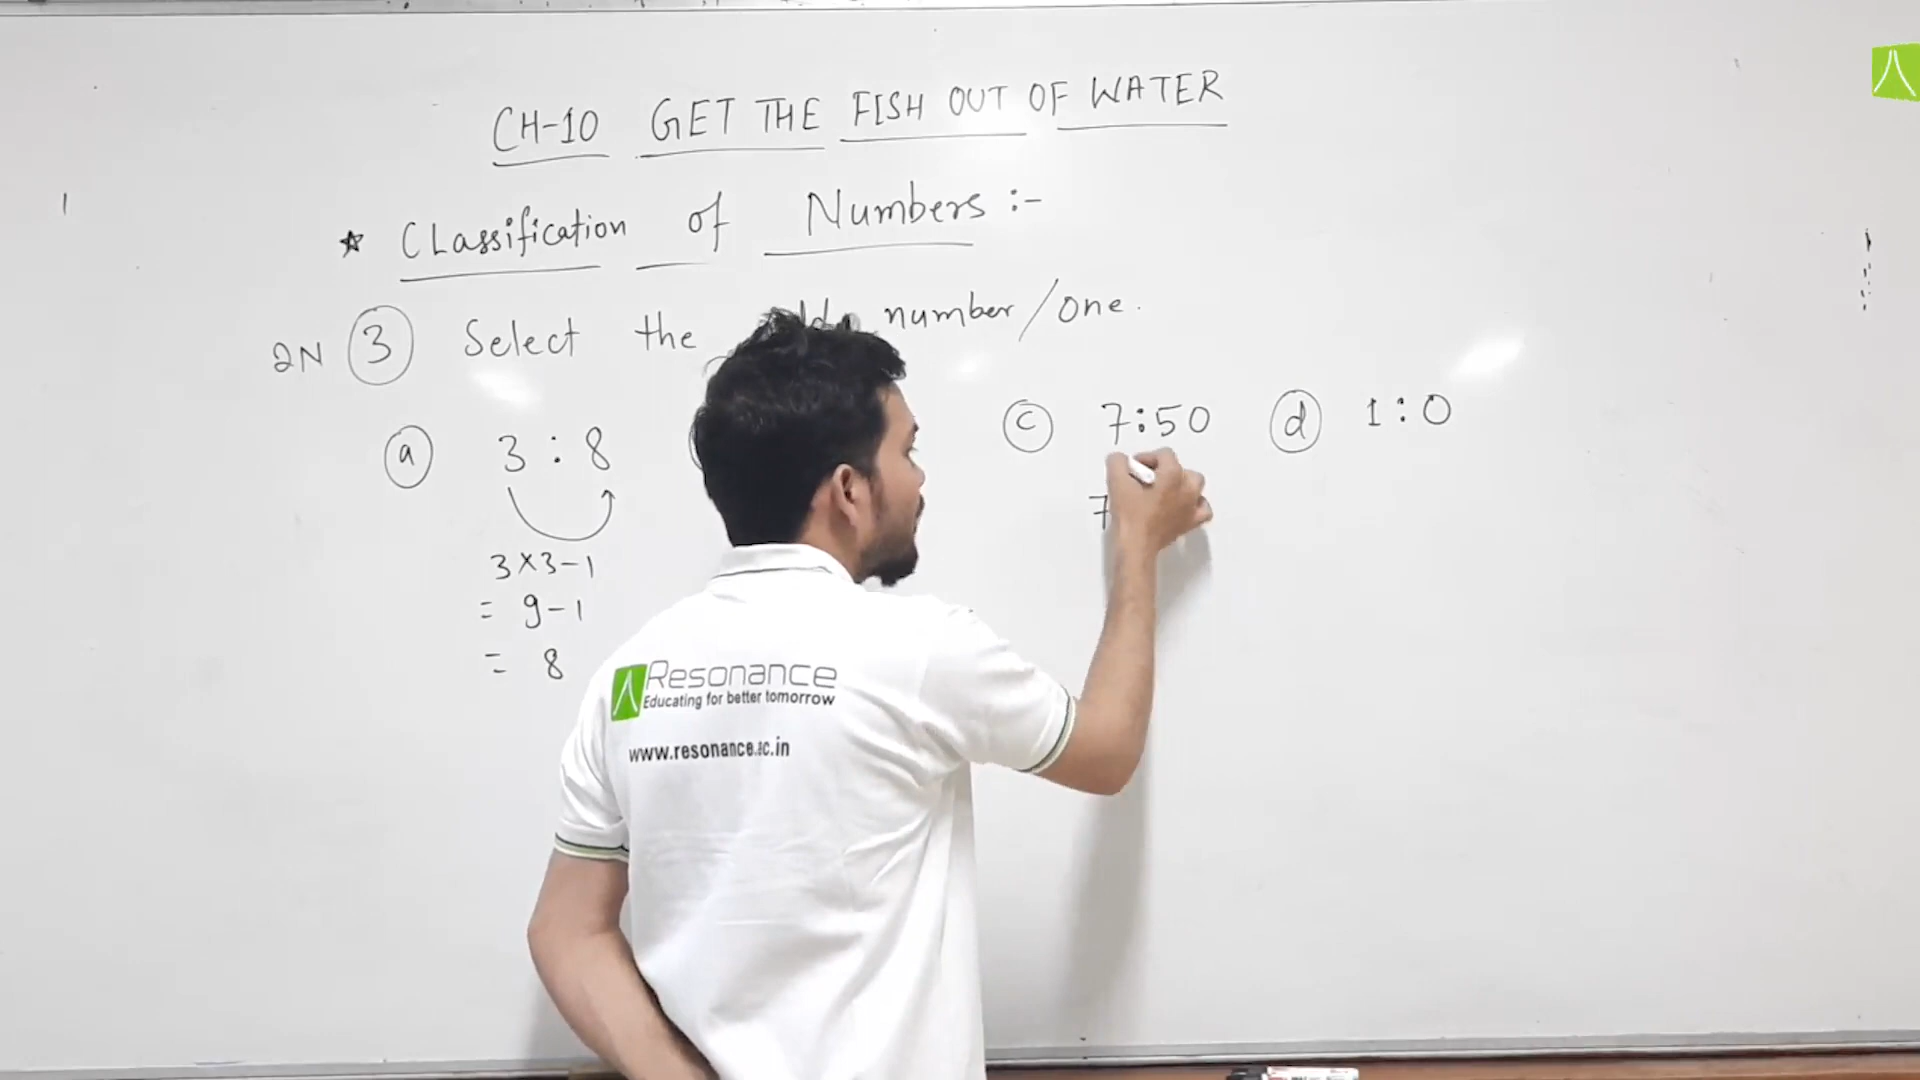 CH-10 GET THE FISH OUT OF WATER
* CLassification of Numbers :-
2N 3 Select the number/one.
a 3 : 8 c 7:50 d 1:0
3×3-1 7
= 9-1
= 8
Resonance
Educating for better tomorrow
www.resonance.ac.in